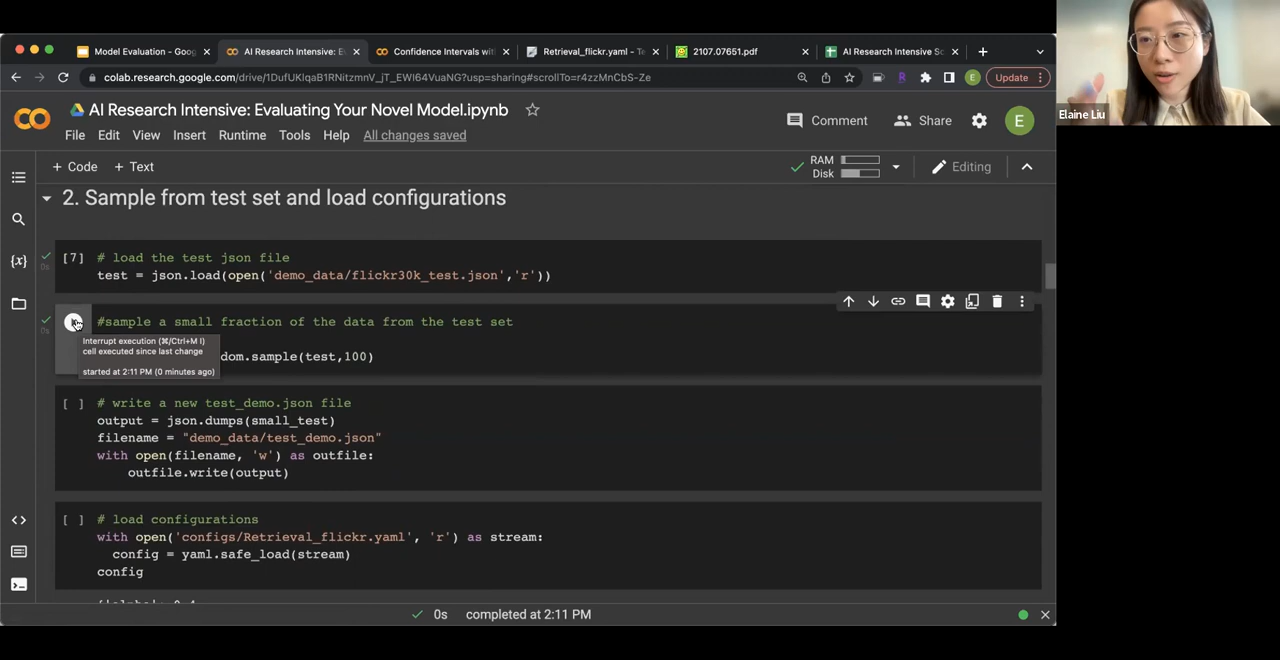 Model Evaluation - Goog
AI Research Intensive: E
Confidence Intervals wit
Retrieval_flickr.yaml - Te
2107.07651.pdf
AI Research Intensive Sc
colab.research.google.com/drive/1DufUKlqaB1RNitzmnV_jT_EWI64VuaNG?usp=sharing#scrollTo=r4zzMnCbS-Ze
R
E
Update
Elaine Liu
AI Research Intensive: Evaluating Your Novel Model.ipynb
File Edit View Insert Runtime Tools Help All changes saved
Comment
Share
E
+ Code + Text
RAM
Disk
Editing
2. Sample from test set and load configurations
[7] # load the test json file
test = json.load(open('demo_data/flickr30k_test.json','r'))
0s
#sample a small fraction of the data from the test set
0s
Interrupt execution (⌘/Ctrl+M I)
cell executed since last change
started at 2:11 PM (0 minutes ago)
dom.sample(test,100)
[ ] # write a new test_demo.json file
output = json.dumps(small_test)
filename = "demo_data/test_demo.json"
with open(filename, 'w') as outfile:
outfile.write(output)
[ ] # load configurations
with open('configs/Retrieval_flickr.yaml', 'r') as stream:
config = yaml.safe_load(stream)
config
0s completed at 2:11 PM